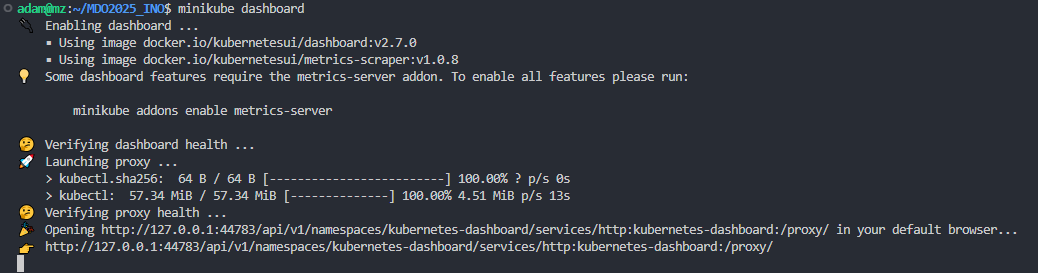 adam@mz:~/MDO2025_INO$ minikube dashboard
🔌 Enabling dashboard ...
▪ Using image docker.io/kubernetesui/dashboard:v2.7.0
▪ Using image docker.io/kubernetesui/metrics-scraper:v1.0.8
💡 Some dashboard features require the metrics-server addon. To enable all features please run:
minikube addons enable metrics-server
🤔 Verifying dashboard health ...
🚀 Launching proxy ...
> kubectl.sha256: 64 B / 64 B [-------------------------] 100.00% ? p/s 0s
> kubectl: 57.34 MiB / 57.34 MiB [--------------] 100.00% 4.51 MiB p/s 13s
🤔 Verifying proxy health ...
🎉 Opening http://127.0.0.1:44783/api/v1/namespaces/kubernetes-dashboard/services/http:kubernetes-dashboard:/proxy/ in your default browser...
👉 http://127.0.0.1:44783/api/v1/namespaces/kubernetes-dashboard/services/http:kubernetes-dashboard:/proxy/